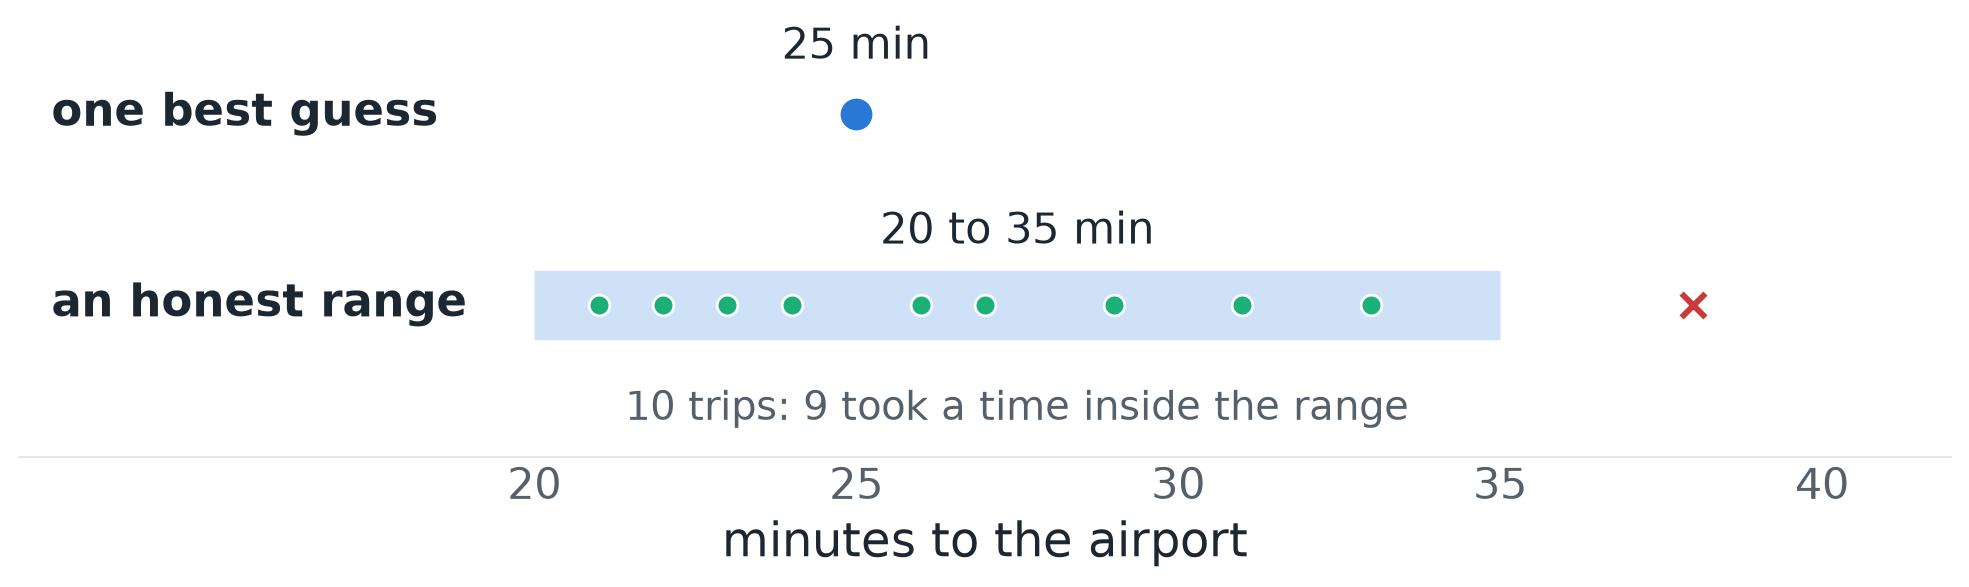 25 min
one best guess
20 to 35 min
an honest range
10 trips: 9 took a time inside the range
20 25 30 35 40
minutes to the airport